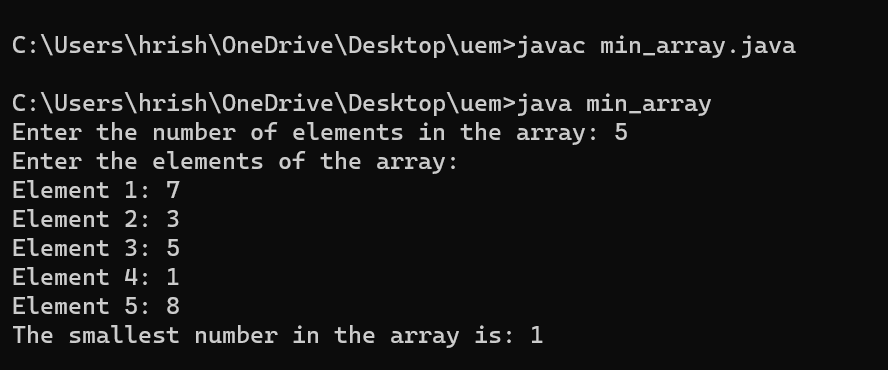 C:\Users\hrish\OneDrive\Desktop\uem>javac min_array.java
C:\Users\hrish\OneDrive\Desktop\uem>java min_array
Enter the number of elements in the array: 5
Enter the elements of the array:
Element 1: 7
Element 2: 3
Element 3: 5
Element 4: 1
Element 5: 8
The smallest number in the array is: 1